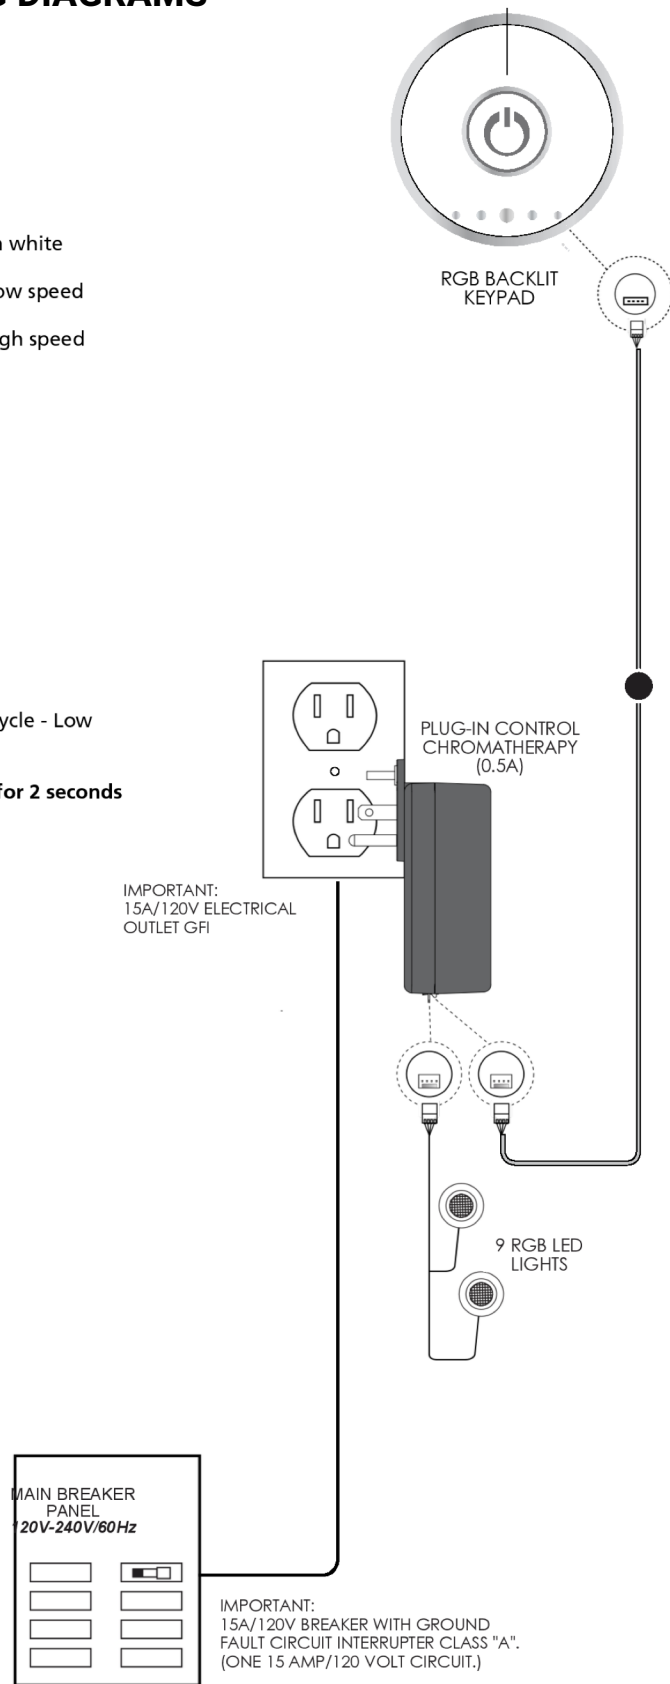 DIAGRAMS
white
ow speed
gh speed
RGB BACKLIT
KEYPAD
ycle - Low
for 2 seconds
PLUG-IN CONTROL
CHROMATHERAPY
(0.5A)
IMPORTANT:
15A/120V ELECTRICAL
OUTLET GFI
9 RGB LED
LIGHTS
MAIN BREAKER
PANEL
120V-240V/60Hz
IMPORTANT:
15A/120V BREAKER WITH GROUND
FAULT CIRCUIT INTERRUPTER CLASS "A".
(ONE 15 AMP/120 VOLT CIRCUIT.)